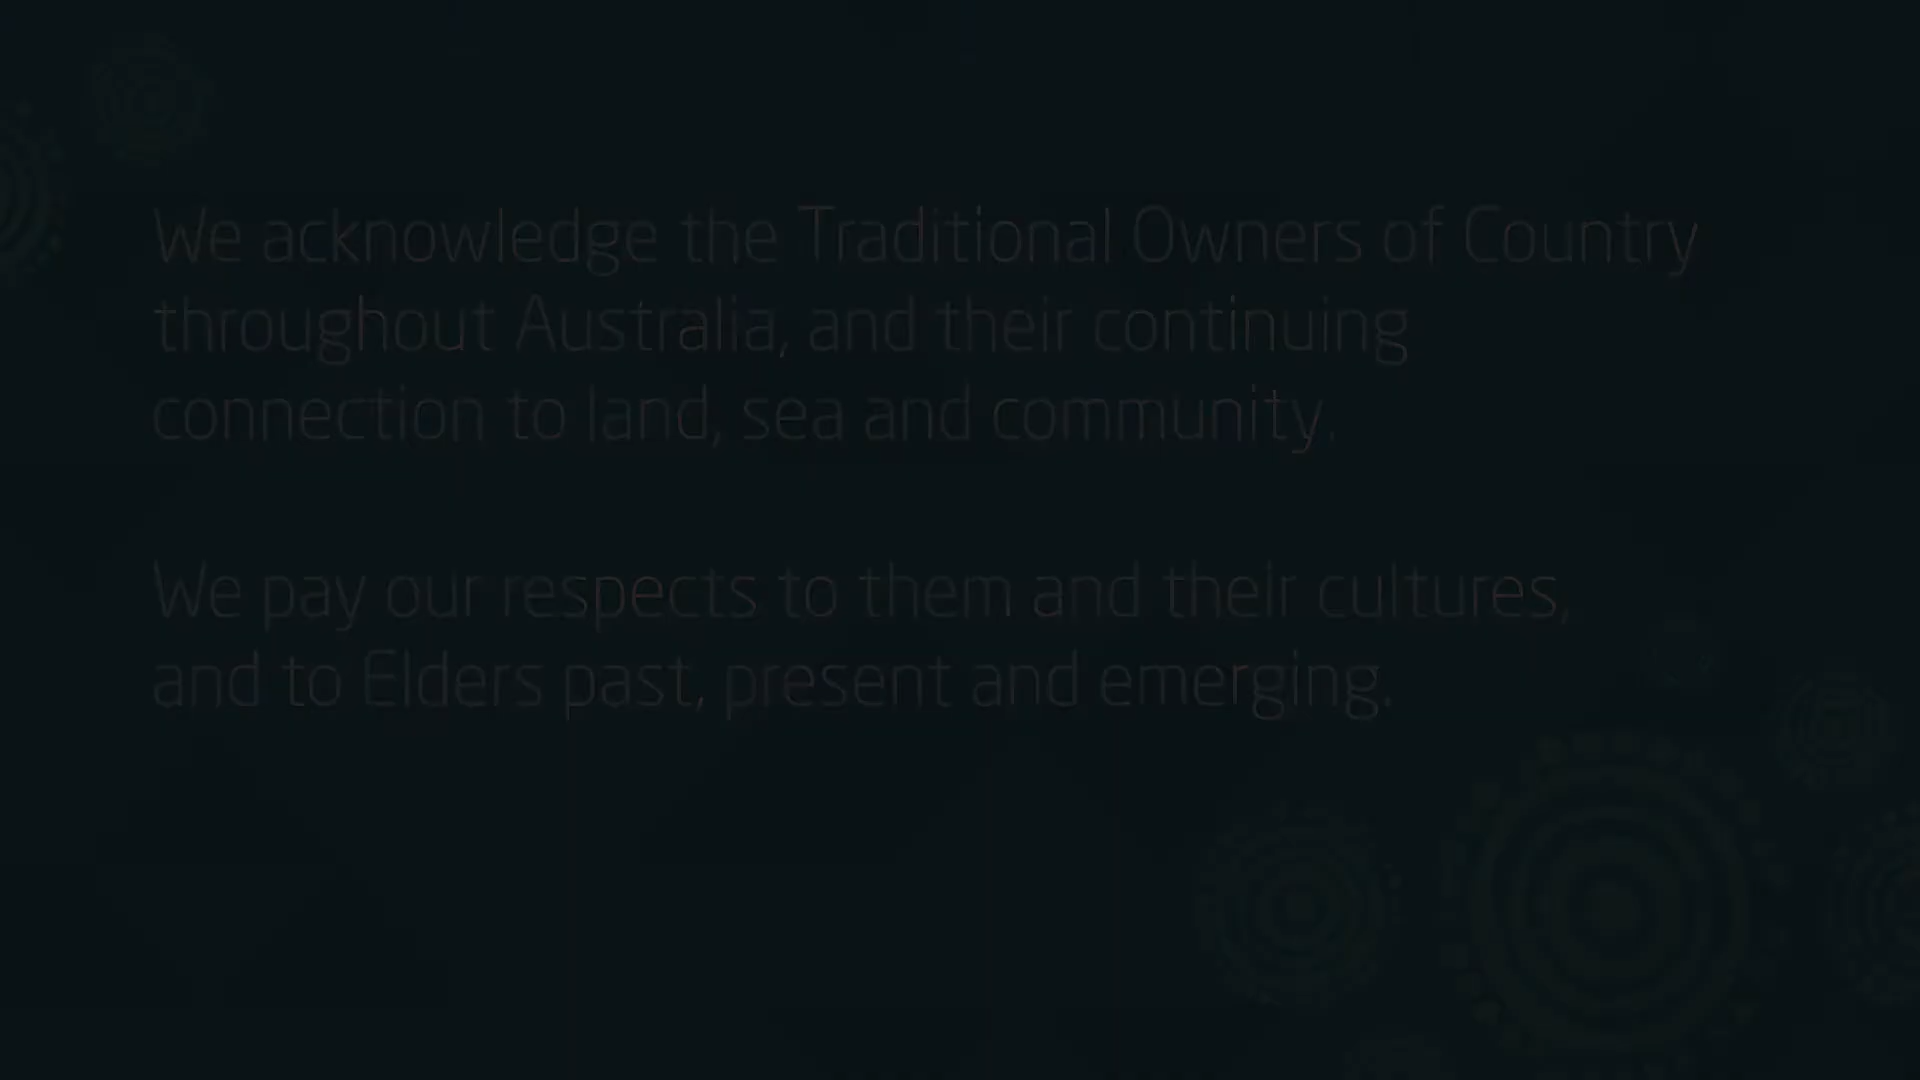 We acknowledge the Traditional Owners of Country
throughout Australia, and their continuing
connection to land, sea and community.
We pay our respects to them and their cultures,
and to Elders past, present and emerging.